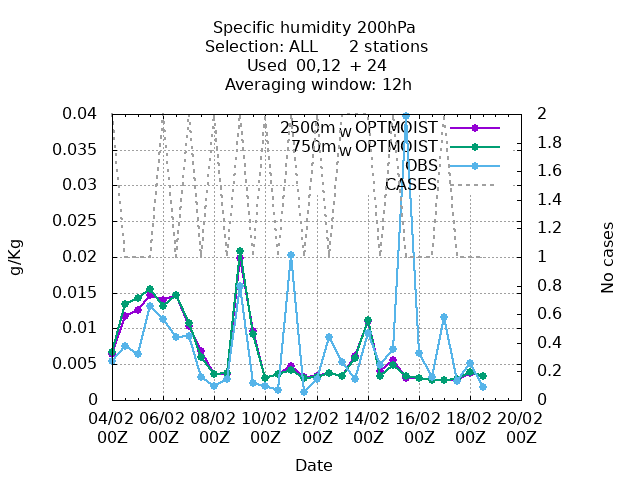 Specific humidity 200hPa
Selection: ALL 2 stations
Used 00,12 + 24
Averaging window: 12h
0.04
0.035
0.03
0.025
0.02
0.015
0.01
0.005
0
2
1.8
1.6
1.4
1.2
1
0.8
0.6
0.4
0.2
0
g/Kg
No cases
2500m W OPTMOIST
750m W OPTMOIST
OBS
CASES
04/02 06/02 08/02 10/02 12/02 14/02 16/02 18/02 20/02
00Z 00Z 00Z 00Z 00Z 00Z 00Z 00Z 00Z
Date